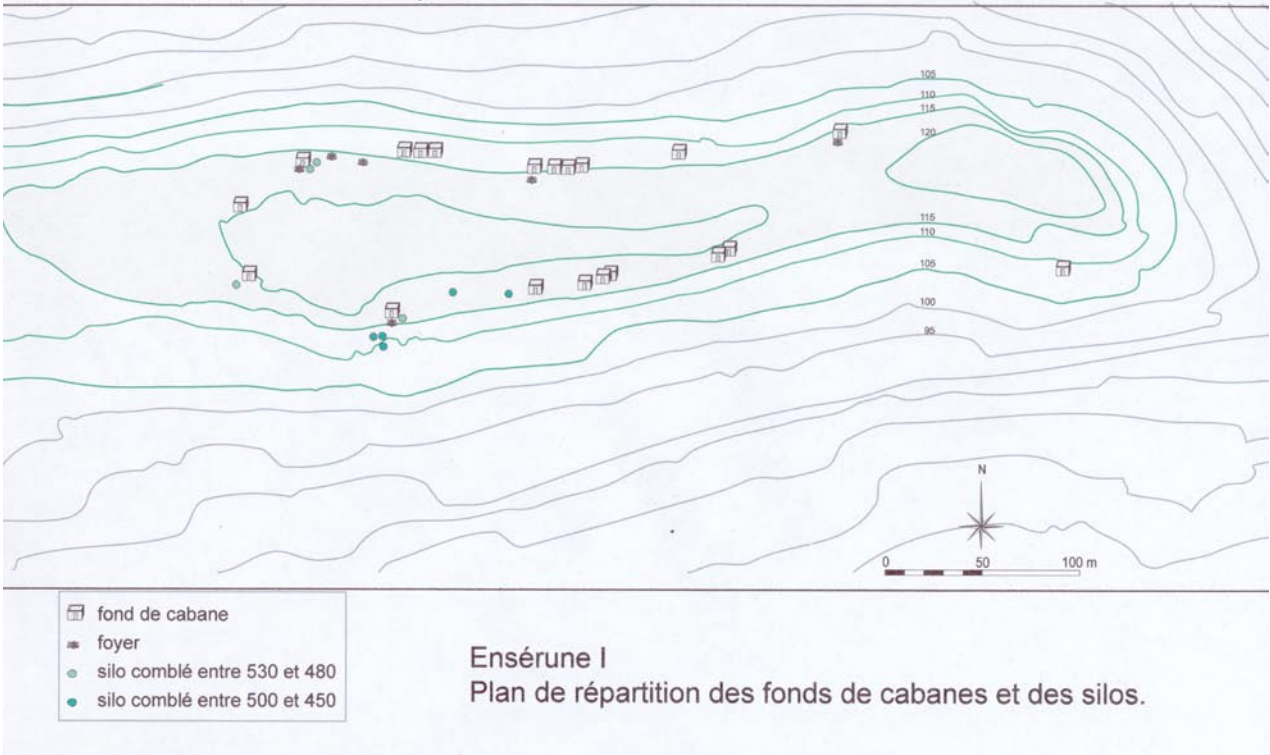 105
110
115
120
115
110
105
100
95
N
0 50 100 m
fond de cabane
foyer
silo comblé entre 530 et 480
silo comblé entre 500 et 450
Ensérune I
Plan de répartition des fonds de cabanes et des silos.